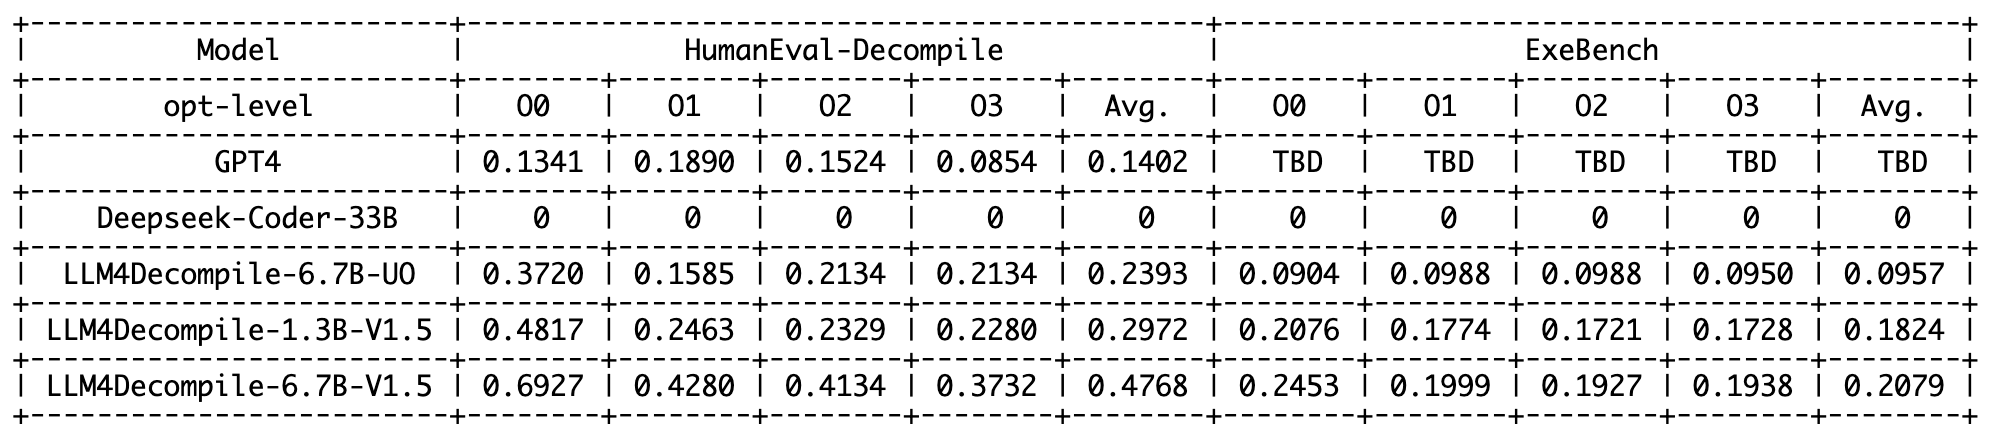 +-------------------------+-------------------------------------------+-------------------------------------------+
|          Model          |             HumanEval-Decompile           |                  ExeBench                 |
+-------------------------+--------+--------+--------+--------+--------+--------+--------+--------+--------+--------+
|        opt-level        |   O0   |   O1   |   O2   |   O3   |  Avg.  |   O0   |   O1   |   O2   |   O3   |  Avg.  |
+-------------------------+--------+--------+--------+--------+--------+--------+--------+--------+--------+--------+
|          GPT4           | 0.1341 | 0.1890 | 0.1524 | 0.0854 | 0.1402 |  TBD   |  TBD   |  TBD   |  TBD   |  TBD   |
+-------------------------+--------+--------+--------+--------+--------+--------+--------+--------+--------+--------+
|   Deepseek-Coder-33B    |   0    |   0    |   0    |   0    |   0    |   0    |   0    |   0    |   0    |   0    |
+-------------------------+--------+--------+--------+--------+--------+--------+--------+--------+--------+--------+
|  LLM4Decompile-6.7B-UO  | 0.3720 | 0.1585 | 0.2134 | 0.2134 | 0.2393 | 0.0904 | 0.0988 | 0.0988 | 0.0950 | 0.0957 |
+-------------------------+--------+--------+--------+--------+--------+--------+--------+--------+--------+--------+
| LLM4Decompile-1.3B-V1.5 | 0.4817 | 0.2463 | 0.2329 | 0.2280 | 0.2972 | 0.2076 | 0.1774 | 0.1721 | 0.1728 | 0.1824 |
+-------------------------+--------+--------+--------+--------+--------+--------+--------+--------+--------+--------+
| LLM4Decompile-6.7B-V1.5 | 0.6927 | 0.4280 | 0.4134 | 0.3732 | 0.4768 | 0.2453 | 0.1999 | 0.1927 | 0.1938 | 0.2079 |
+-------------------------+--------+--------+--------+--------+--------+--------+--------+--------+--------+--------+